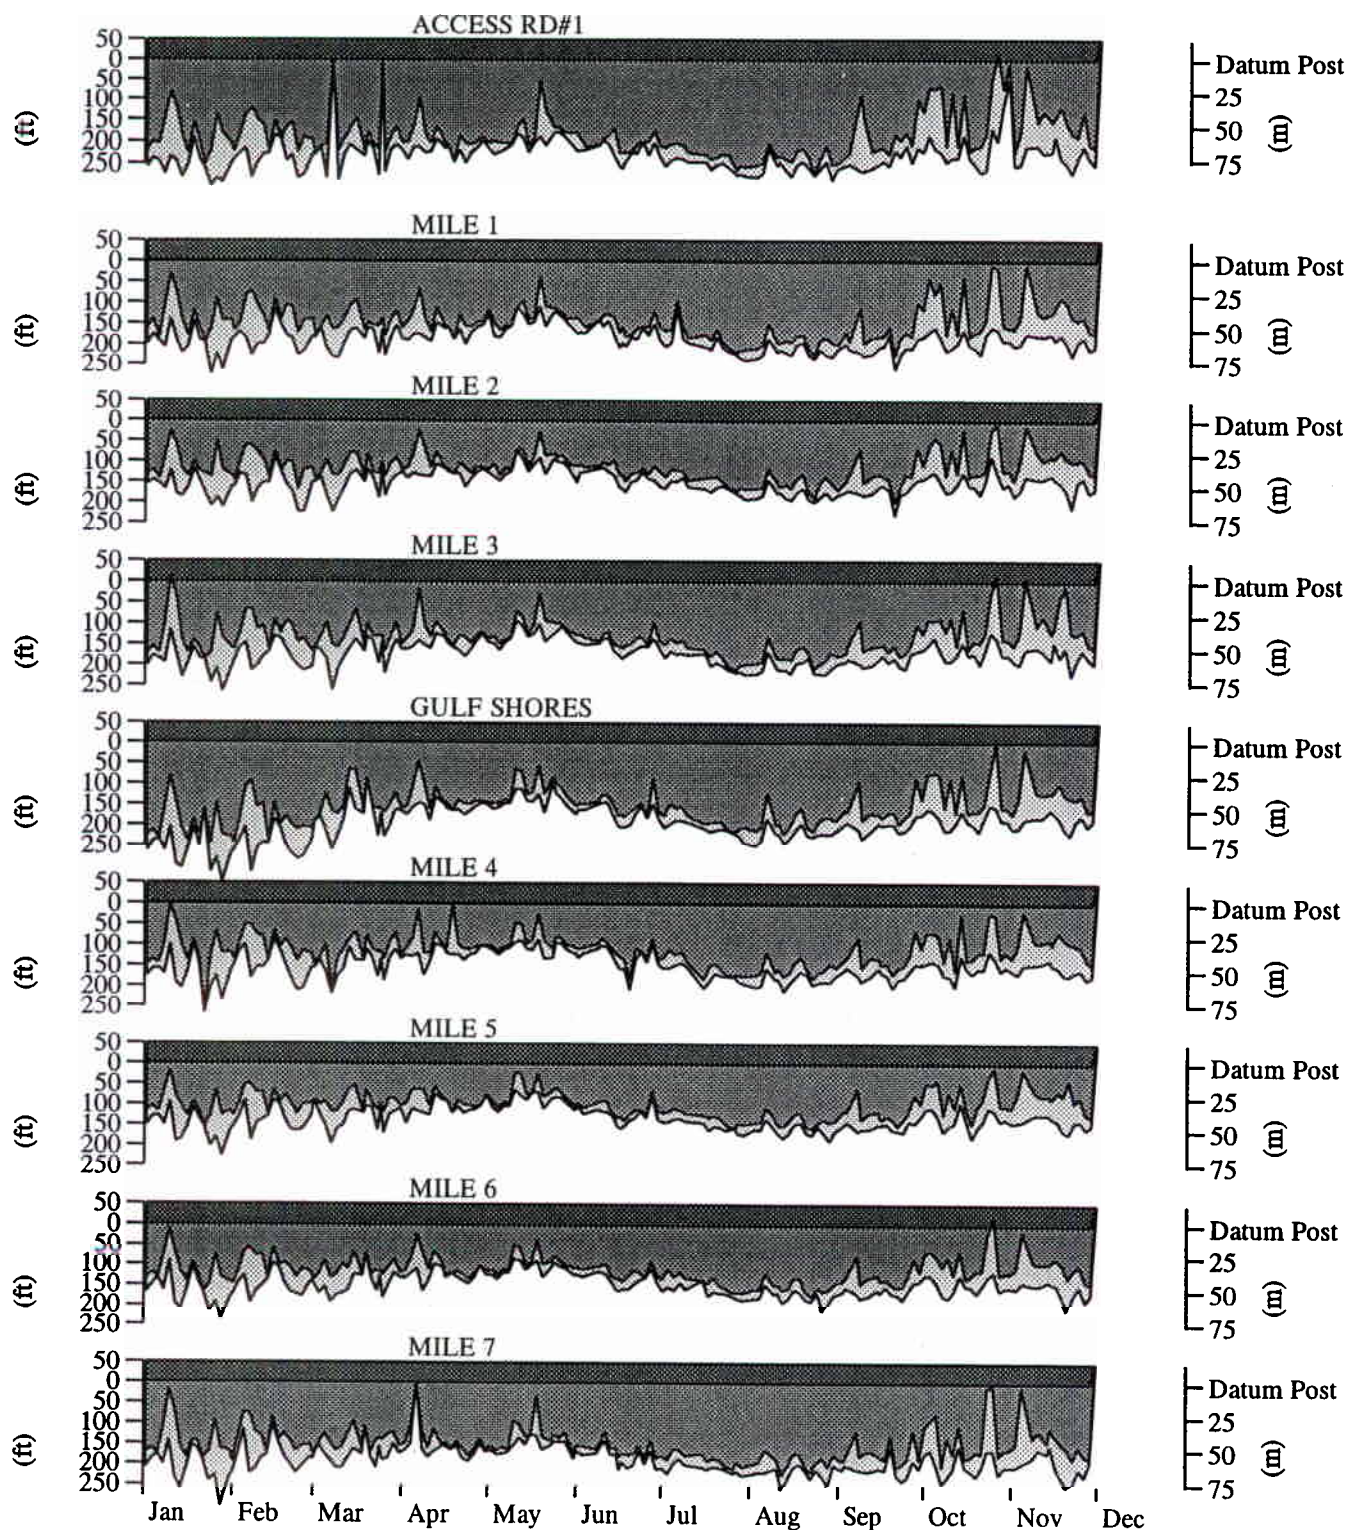 ACCESS RD#1
50
0
50
100
150
200
250
(ft)
Datum Post
25
50
75
(m)
MILE 1
50
0
50
100
150
200
250
(ft)
Datum Post
25
50
75
(m)
MILE 2
50
0
50
100
150
200
250
(ft)
Datum Post
25
50
75
(m)
MILE 3
50
0
50
100
150
200
250
(ft)
Datum Post
25
50
75
(m)
GULF SHORES
50
0
50
100
150
200
250
(ft)
Datum Post
25
50
75
(m)
MILE 4
50
0
50
100
150
200
250
(ft)
Datum Post
25
50
75
(m)
MILE 5
50
0
50
100
150
200
250
(ft)
Datum Post
25
50
75
(m)
MILE 6
50
0
50
100
150
200
250
(ft)
Datum Post
25
50
75
(m)
MILE 7
50
0
50
100
150
200
250
(ft)
Datum Post
25
50
75
(m)
Jan Feb Mar Apr May Jun Jul Aug Sep Oct Nov Dec